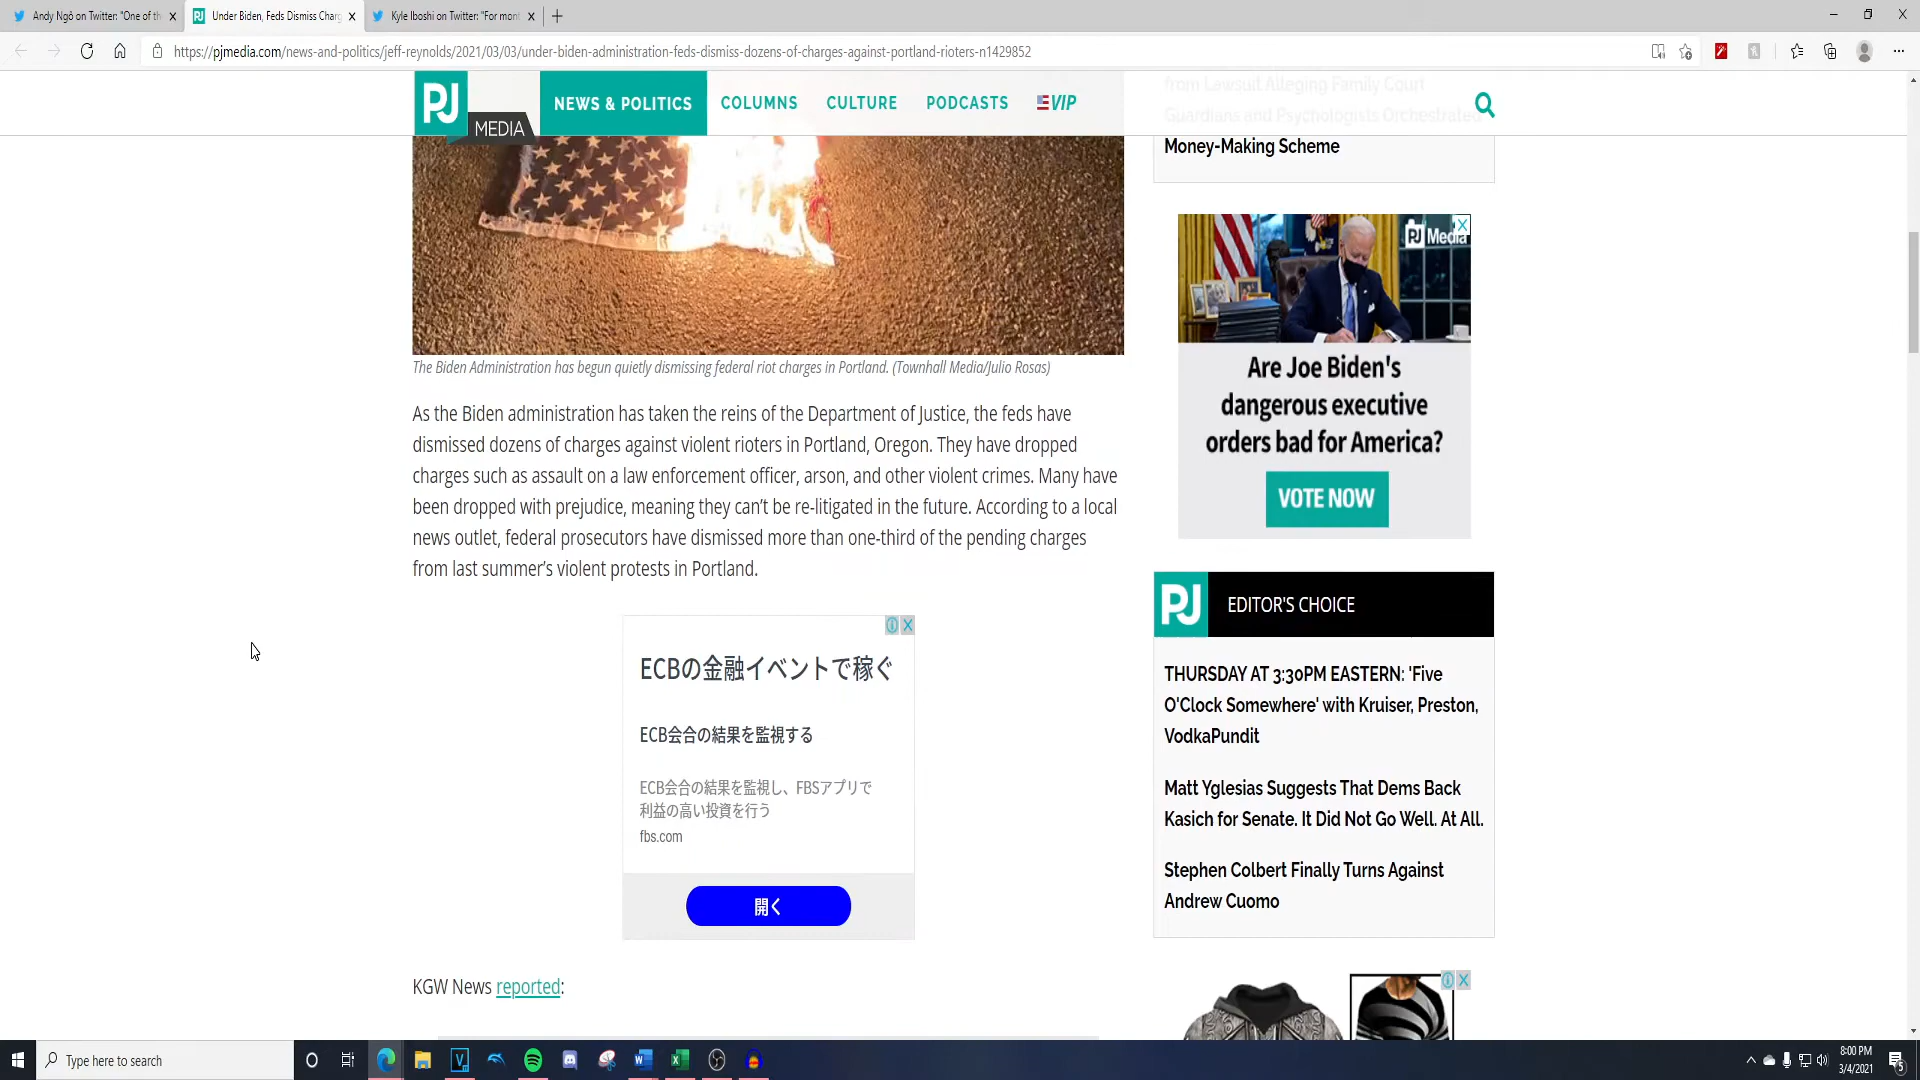 Andy Ngô on Twitter: "One of th
Under Biden, Feds Dismiss Charg
Kyle Iboshi on Twitter: "For mont
https://pjmedia.com/news-and-politics/jeff-reynolds/2021/03/03/under-biden-administration-feds-dismiss-dozens-of-charges-against-portland-rioters-n1429852
PJ MEDIA
NEWS & POLITICS
COLUMNS
CULTURE
PODCASTS
VIP
from Lawsuit Alleging Family Court
Guardians and Psychologists Orchestrated
Money-Making Scheme
The Biden Administration has begun quietly dismissing federal riot charges in Portland. (Townhall Media/Julio Rosas)
As the Biden administration has taken the reins of the Department of Justice, the feds have
dismissed dozens of charges against violent rioters in Portland, Oregon. They have dropped
charges such as assault on a law enforcement officer, arson, and other violent crimes. Many have
been dropped with prejudice, meaning they can't be re-litigated in the future. According to a local
news outlet, federal prosecutors have dismissed more than one-third of the pending charges
from last summer's violent protests in Portland.
ECBの金融イベントで稼ぐ
ECB会合の結果を監視する
ECB会合の結果を監視し、FBSアプリで
利益の高い投資を行う
fbs.com
開く
KGW News reported:
PJ Media
Are Joe Biden's
dangerous executive
orders bad for America?
VOTE NOW
PJ
EDITOR'S CHOICE
THURSDAY AT 3:30PM EASTERN: 'Five
O'Clock Somewhere' with Kruiser, Preston,
VodkaPundit
Matt Yglesias Suggests That Dems Back
Kasich for Senate. It Did Not Go Well. At All.
Stephen Colbert Finally Turns Against
Andrew Cuomo
Type here to search
8:00 PM
3/4/2021
5